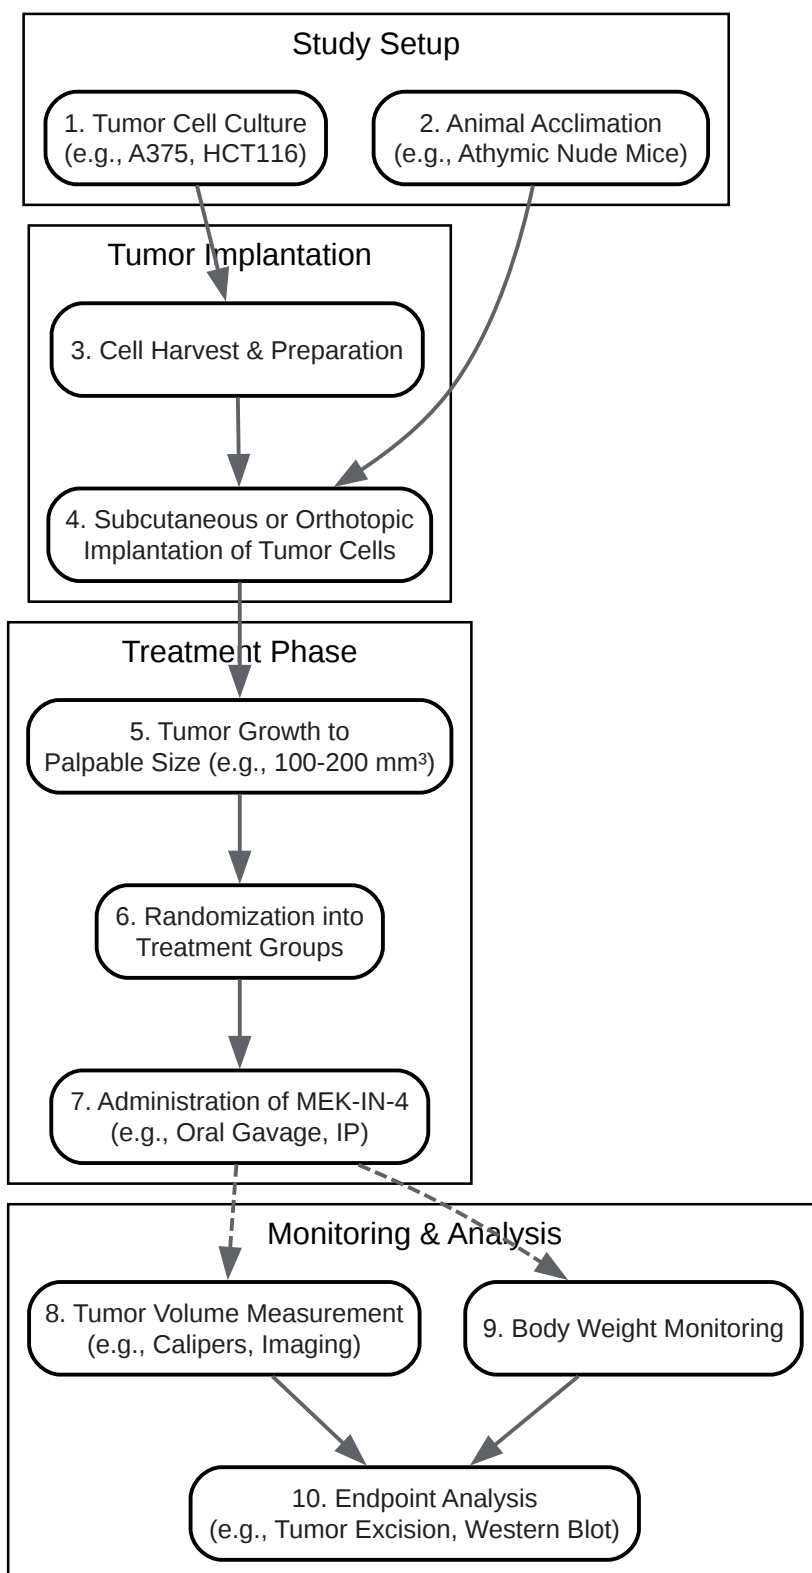 Study Setup
1. Tumor Cell Culture
(e.g., A375, HCT116)
2. Animal Acclimation
(e.g., Athymic Nude Mice)
Tumor Implantation
3. Cell Harvest & Preparation
4. Subcutaneous or Orthotopic
Implantation of Tumor Cells
Treatment Phase
5. Tumor Growth to
Palpable Size (e.g., 100-200 mm³)
6. Randomization into
Treatment Groups
7. Administration of MEK-IN-4
(e.g., Oral Gavage, IP)
Monitoring & Analysis
8. Tumor Volume Measurement
(e.g., Calipers, Imaging)
9. Body Weight Monitoring
10. Endpoint Analysis
(e.g., Tumor Excision, Western Blot)